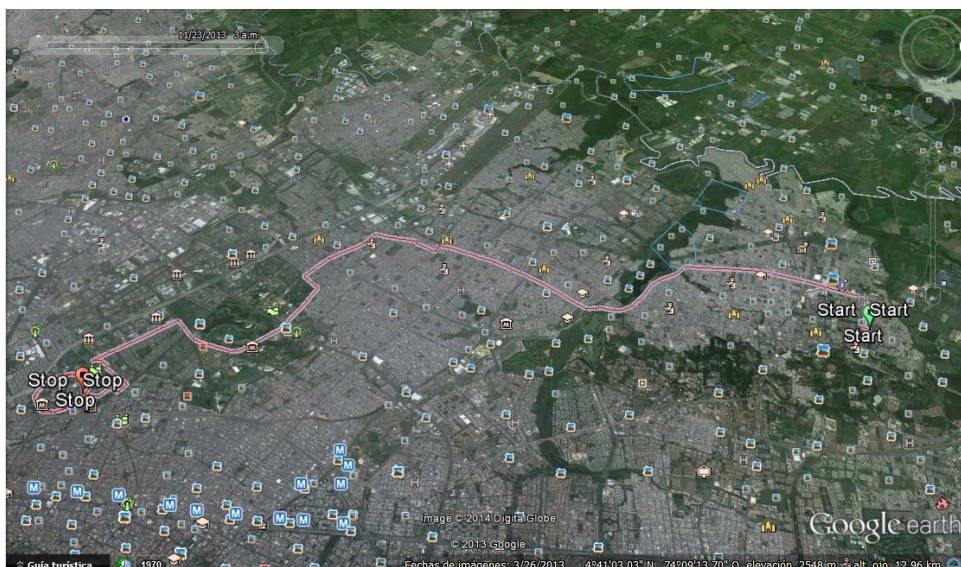 11/23/2013 3 a.m.
Start Start
Start
Stop Stop
Stop
M
M
M
M
M
M
M
M
M
M
Image © 2014 DigitalGlobe
© 2013 Google
Google earth
Guía turística
1970
Fechas de imágenes: 3/26/2013 4°41'03.03" N 74°09'13.70" O elevación 2548 m alt. ojo 12.96 km